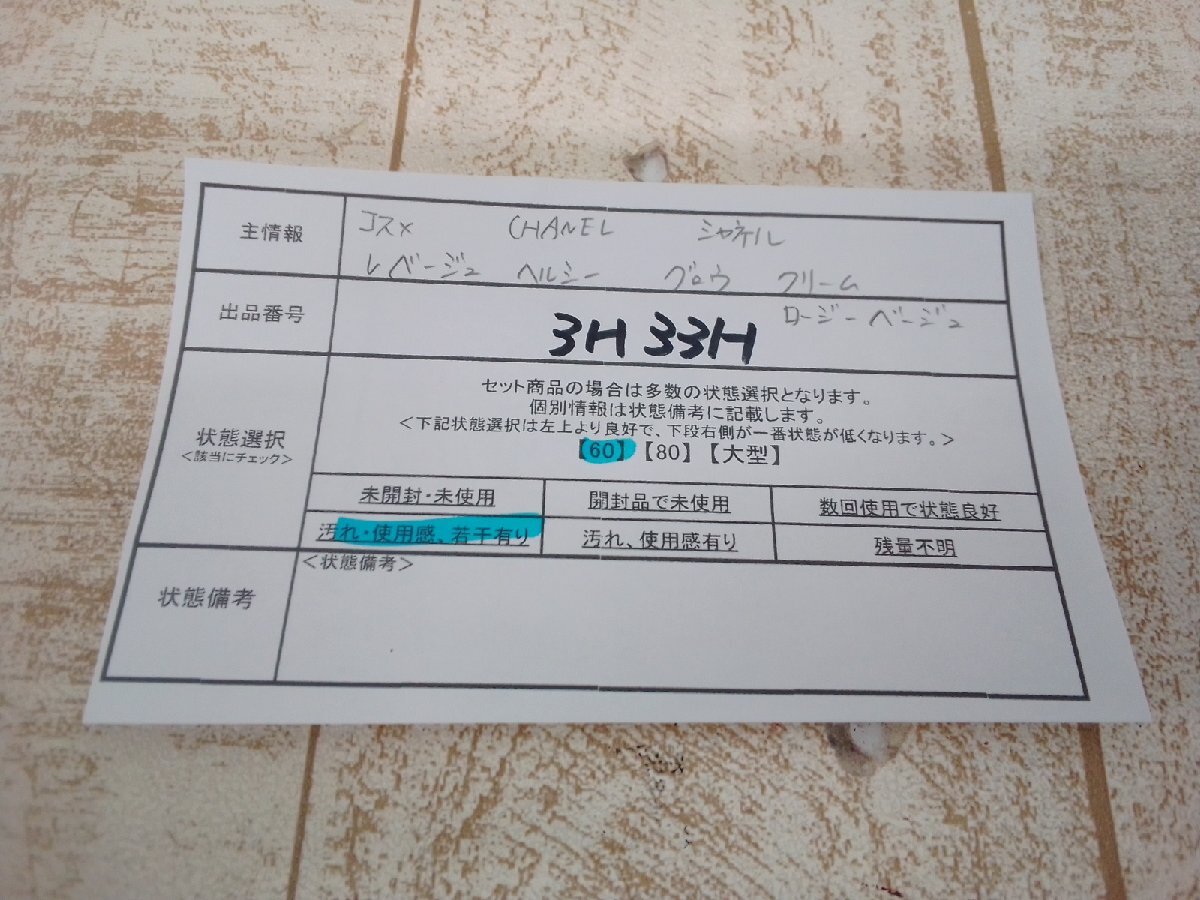 主情報
コスメ CHANEL シャネル
レベージュ ヘルシー グロウ クリーム
ロージーベージュ
出品番号
3H33H
状態選択
<該当にチェック>
セット商品の場合は多数の状態選択となります。
個別情報は状態備考に記載します。
<下記状態選択は左上より良好で、下段右側が一番状態が低くなります。>
【60】【80】【大型】
未開封・未使用 開封品で未使用 数回使用で状態良好
汚れ・使用感、若干有り 汚れ、使用感有り 残量不明
状態備考
<状態備考>